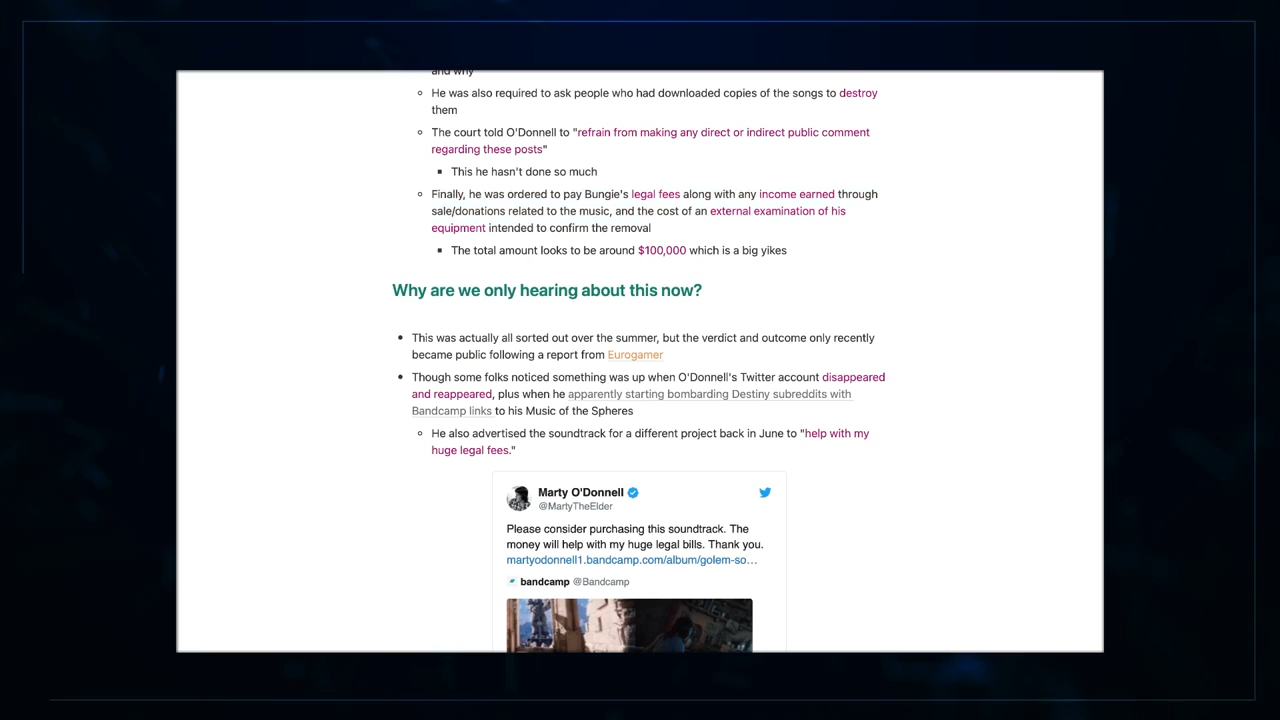 and why
He was also required to ask people who had downloaded copies of the songs to destroy
them
The court told O'Donnell to "refrain from making any direct or indirect public comment
regarding these posts"
This he hasn't done so much
Finally, he was ordered to pay Bungie's legal fees along with any income earned through
sale/donations related to the music, and the cost of an external examination of his
equipment intended to confirm the removal
The total amount looks to be around $100,000 which is a big yikes
Why are we only hearing about this now?
This was actually all sorted out over the summer, but the verdict and outcome only recently
became public following a report from Eurogamer
Though some folks noticed something was up when O'Donnell's Twitter account disappeared
and reappeared, plus when he apparently starting bombarding Destiny subreddits with
Bandcamp links to his Music of the Spheres
He also advertised the soundtrack for a different project back in June to "help with my
huge legal fees."
Marty O'Donnell
@MartyTheElder
Please consider purchasing this soundtrack. The
money will help with my huge legal bills. Thank you.
martyodonnell1.bandcamp.com/album/golem-so…
bandcamp @Bandcamp